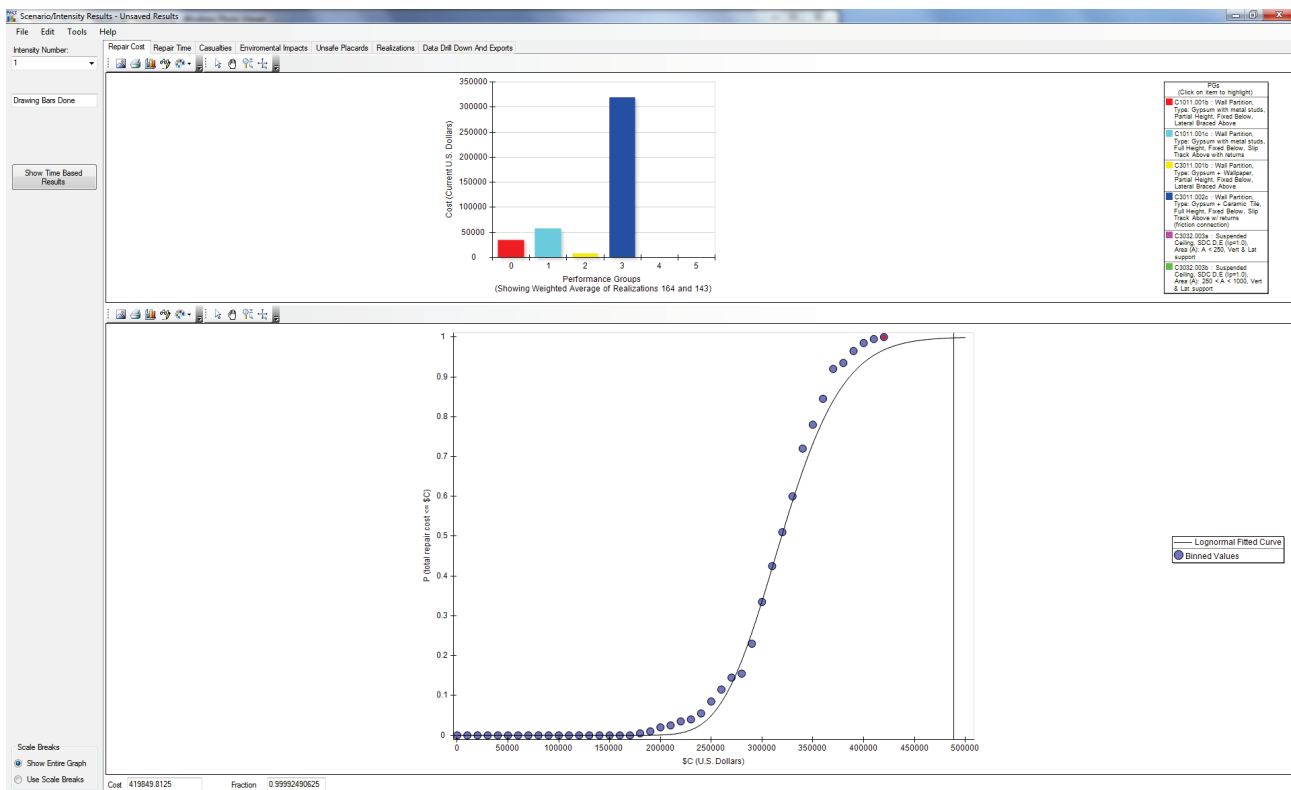 Scenario/Intensity Results - Unsaved Results
File Edit Tools Help
Intensity Number:
1
Drawing Bars Done
Show Time Based
Results
Repair Cost Repair Time Casualties Enviromental Impacts Unsafe Placards Realizations Data Drill Down And Exports
350000
300000
250000
200000
150000
100000
50000
0
Cost (Current U.S. Dollars)
0 1 2 3 4 5
Performance Groups
(Showing Weighted Average of Realizations 164 and 143)
PGs
(Click on item to highlight)
C1011.001b : Wall Partition,
Type: Gypsum with metal studs,
Partial Height, Fixed Below,
Lateral Braced Above
C1011.001c : Wall Partition,
Type: Gypsum with metal studs,
Full Height, Fixed Below, Slip
Track Above with returns
C3011.001b : Wall Partition,
Type: Gypsum + Wallpaper,
Partial Height, Fixed Below,
Lateral Braced Above
C3011.002c : Wall Partition,
Type: Gypsum + Ceramic Tile,
Full Height, Fixed Below, Slip
Track Above w/ returns
(friction connection)
C3032.003a : Suspended
Ceiling, SDC D,E (Ip=1.0),
Area (A): A < 250, Vert & Lat
support
C3032.003b : Suspended
Ceiling, SDC D,E (Ip=1.0),
Area (A): 250 < A < 1000, Vert
& Lat support
1
0.9
0.8
0.7
0.6
0.5
0.4
0.3
0.2
0.1
0
P (total repair cost <= $C)
0 50000 100000 150000 200000 250000 300000 350000 400000 450000 500000
$C (U.S. Dollars)
Lognormal Fitted Curve
Binned Values
Scale Breaks
Show Entire Graph
Use Scale Breaks
Cost 419849.8125 Fraction 0.99992490625